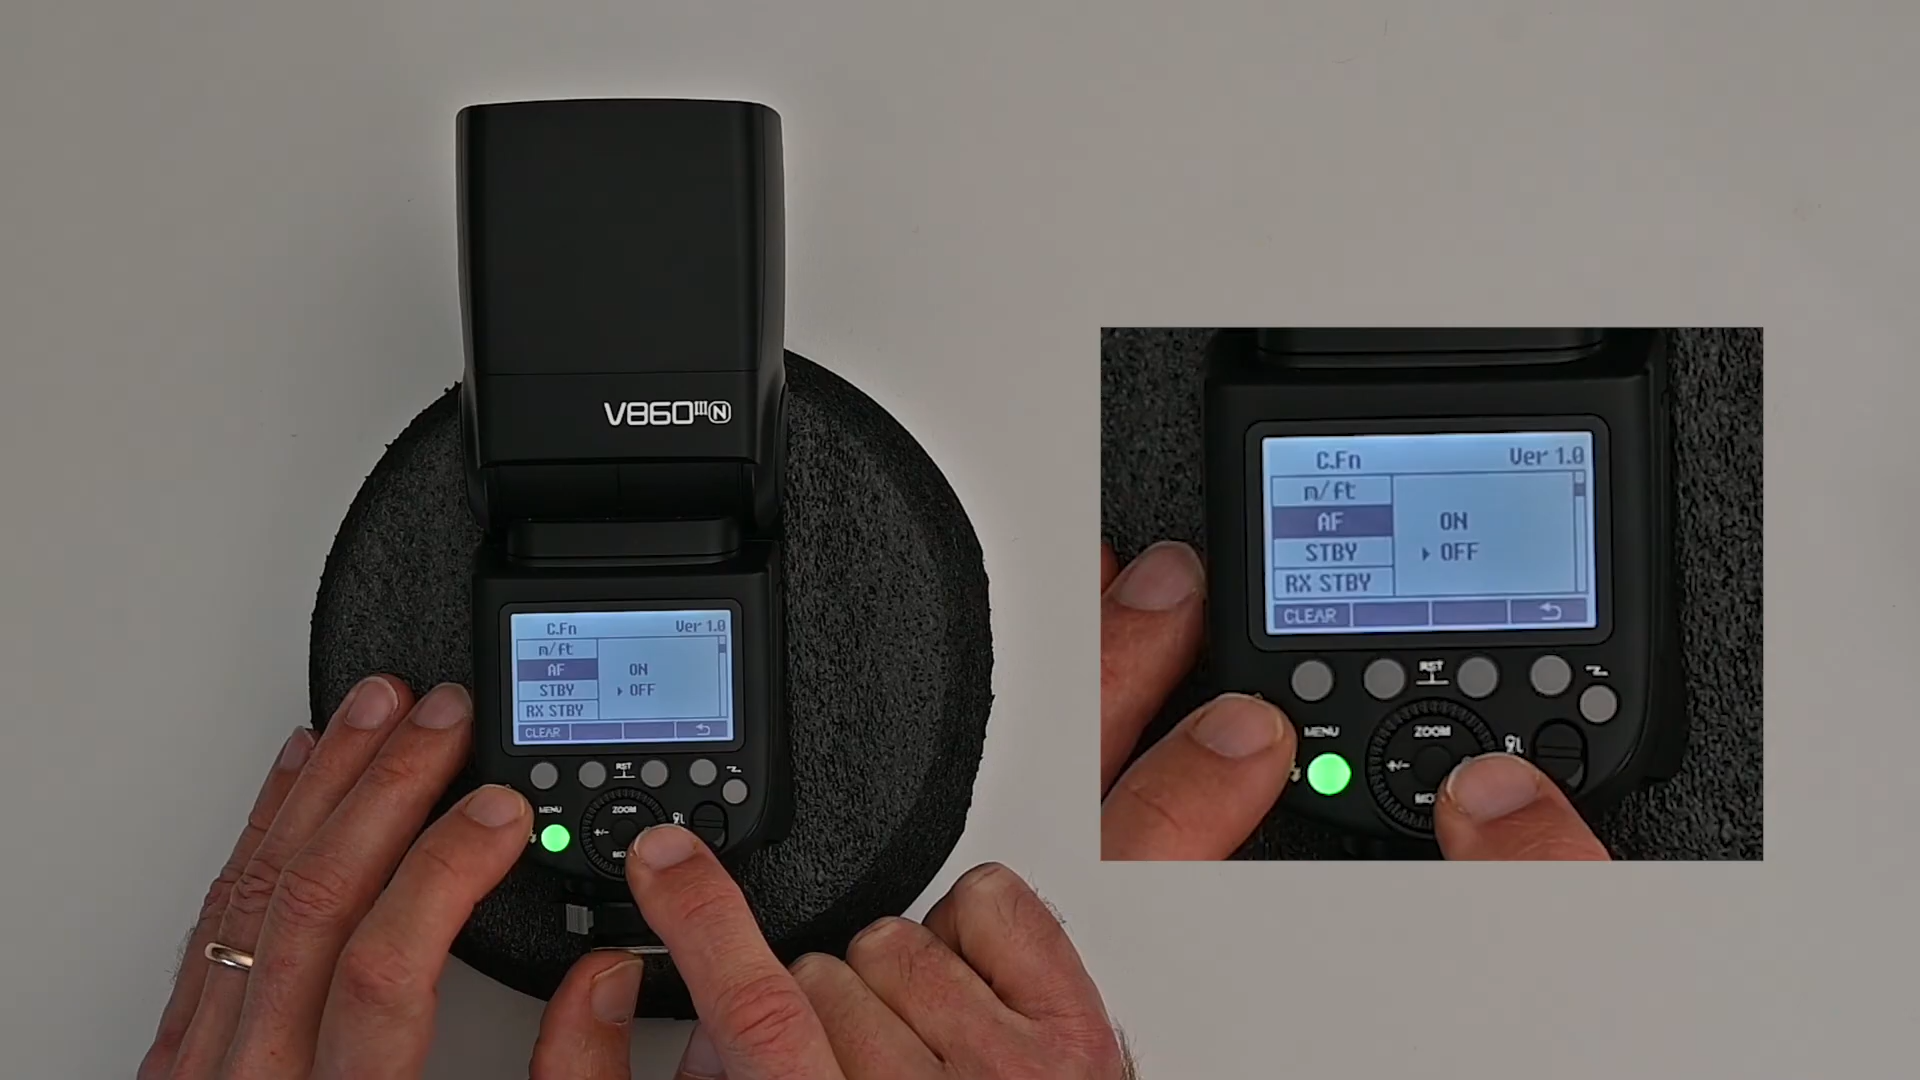 V860III N
C.Fn Ver 1.0
m/ft
AF ON
STBY OFF
RX STBY
CLEAR
RST
MENU
ZOOM
+/-
C.Fn Ver 1.0
m/ft
AF ON
STBY OFF
RX STBY
CLEAR
RST
MENU
ZOOM
+/-